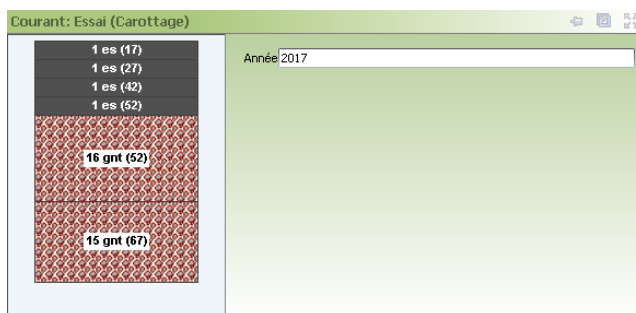 Courant: Essai (Carottage)
1 es (17)
1 es (27)
1 es (42)
1 es (52)
16 gnt (52)
15 gnt (67)
Année 2017